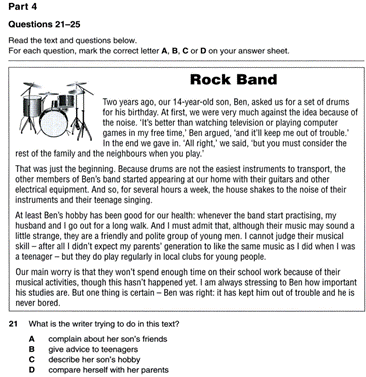 Part 4
Questions 21–25
Read the text and questions below.
For each question, mark the correct letter A, B, C or D on your answer sheet.
Rock Band
Two years ago, our 14-year-old son, Ben, asked us for a set of drums
for his birthday. At first, we were very much against the idea because of
the noise. ‘It’s better than watching television or playing computer
games in my free time,’ Ben argued, ‘and it’ll keep me out of trouble.’
In the end we gave in. ‘All right,’ we said, ‘but you must consider the
rest of the family and the neighbours when you play.’
That was just the beginning. Because drums are not the easiest instruments to transport, the
other members of Ben’s band started appearing at our home with their guitars and other
electrical equipment. And so, for several hours a week, the house shakes to the noise of their
instruments and their teenage singing.
At least Ben’s hobby has been good for our health: whenever the band start practising, my
husband and I go out for a long walk. And I must admit that, although their music may sound a
little strange, they are a friendly and polite group of young men. I cannot judge their musical
skill – after all I didn’t expect my parents’ generation to like the same music as I did when I was
a teenager – but they do play regularly in local clubs for young people.
Our main worry is that they won’t spend enough time on their school work because of their
musical activities, though this hasn’t happened yet. I am always stressing to Ben how important
his studies are. But one thing is certain – Ben was right: it has kept him out of trouble and he is
never bored.
21 What is the writer trying to do in this text?
A complain about her son’s friends
B give advice to teenagers
C describe her son’s hobby
D compare herself with her parents